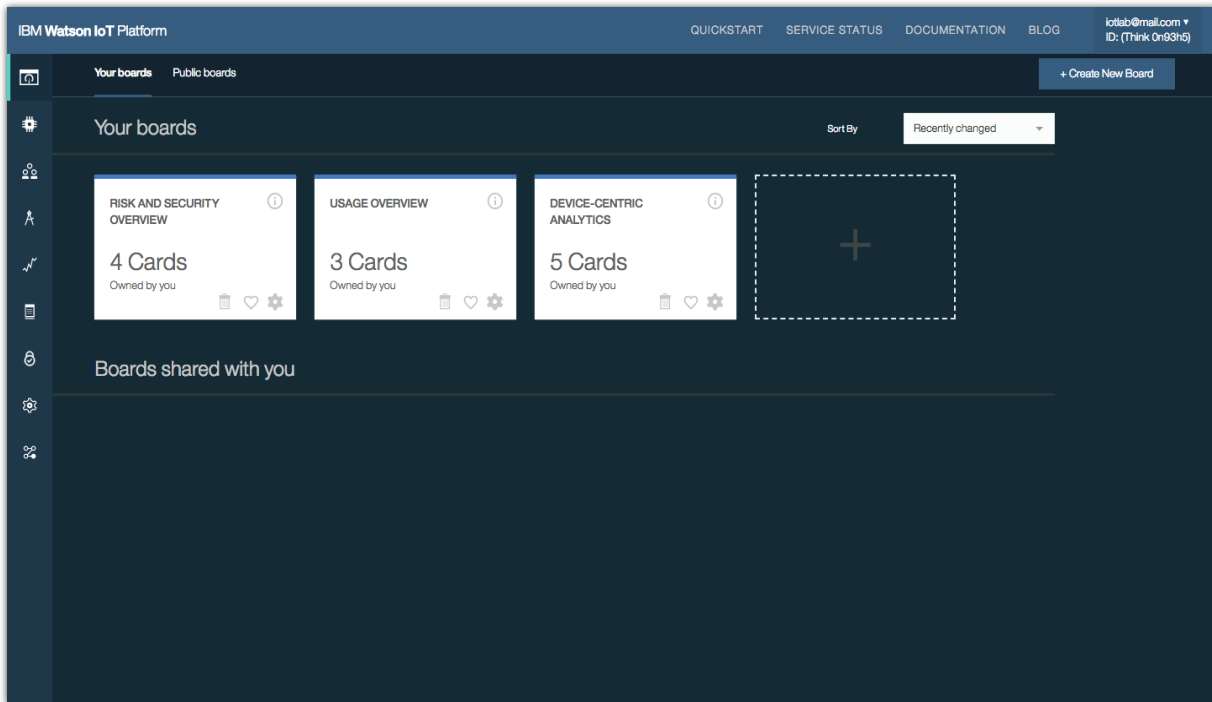 IBM Watson IoT Platform
QUICKSTART SERVICE STATUS DOCUMENTATION BLOG
iotlab@mail.com ▾
ID: (Think 0n93h5)
Your boards Public boards
+ Create New Board
Your boards
Sort By
Recently changed
RISK AND SECURITY
OVERVIEW
4 Cards
Owned by you
USAGE OVERVIEW
3 Cards
Owned by you
DEVICE-CENTRIC
ANALYTICS
5 Cards
Owned by you
Boards shared with you